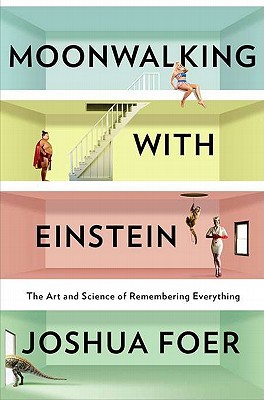 MOONWALKING
WITH
EINSTEIN
The Art and Science of Remembering Everything
JOSHUA FOER